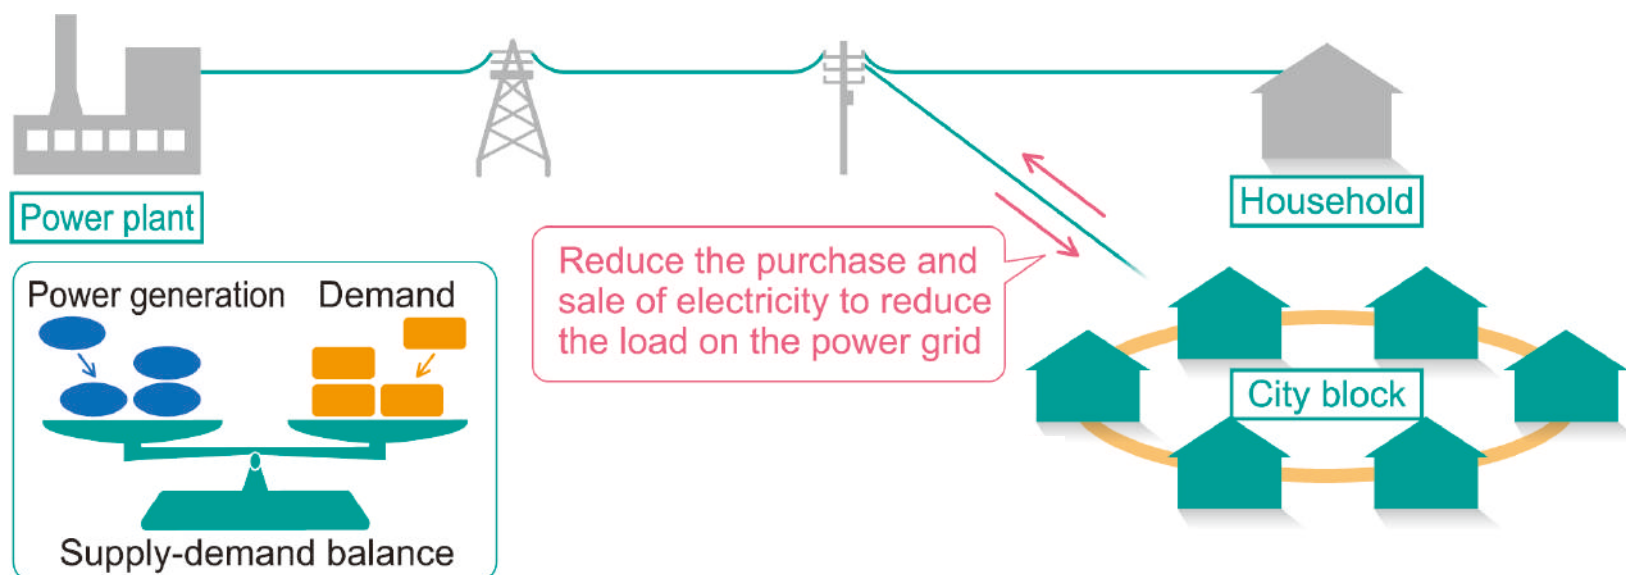 Power plant
Household
Reduce the purchase and
sale of electricity to reduce
the load on the power grid
Power generation
Demand
Supply-demand balance
City block